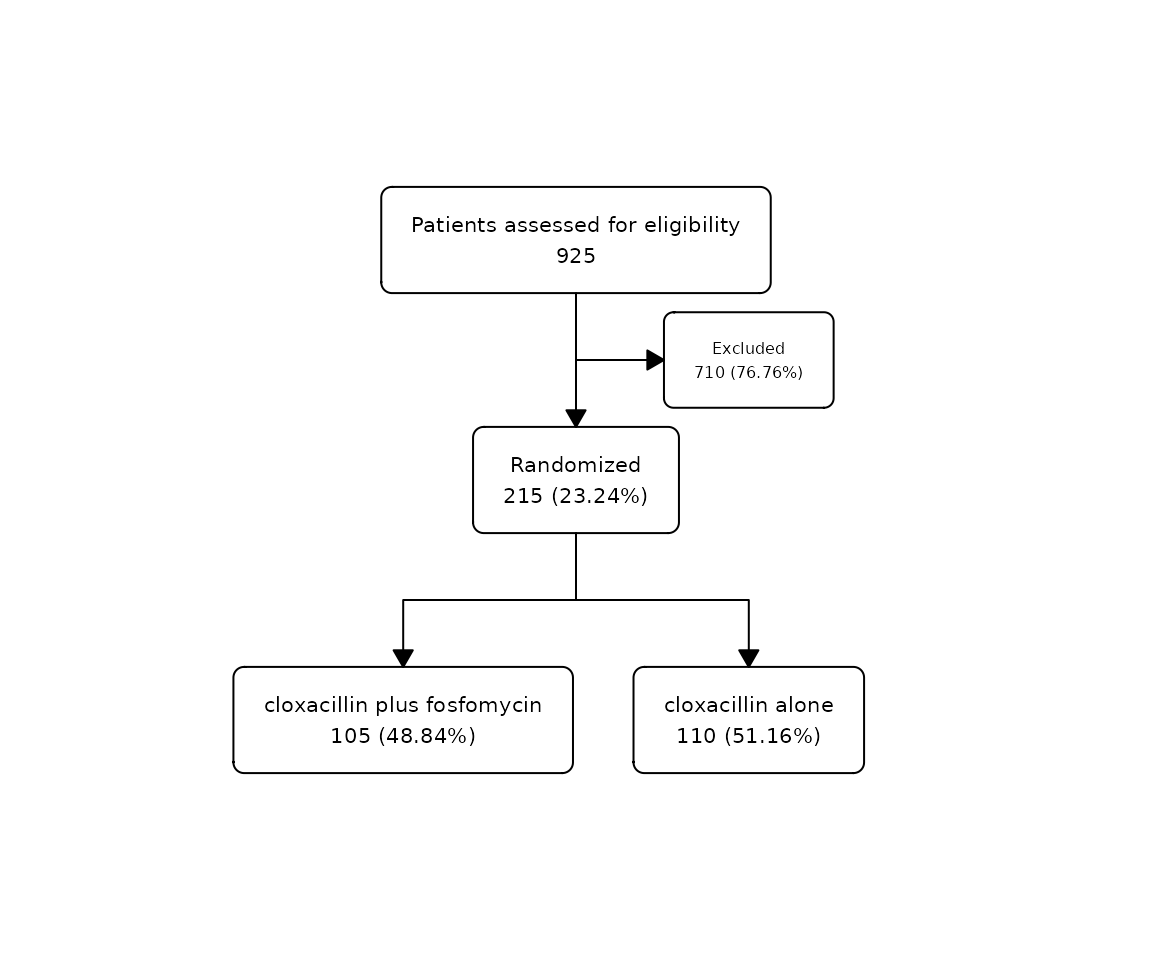 Patients assessed for eligibility
925
Excluded
710 (76.76%)
Randomized
215 (23.24%)
cloxacillin plus fosfomycin
105 (48.84%)
cloxacillin alone
110 (51.16%)